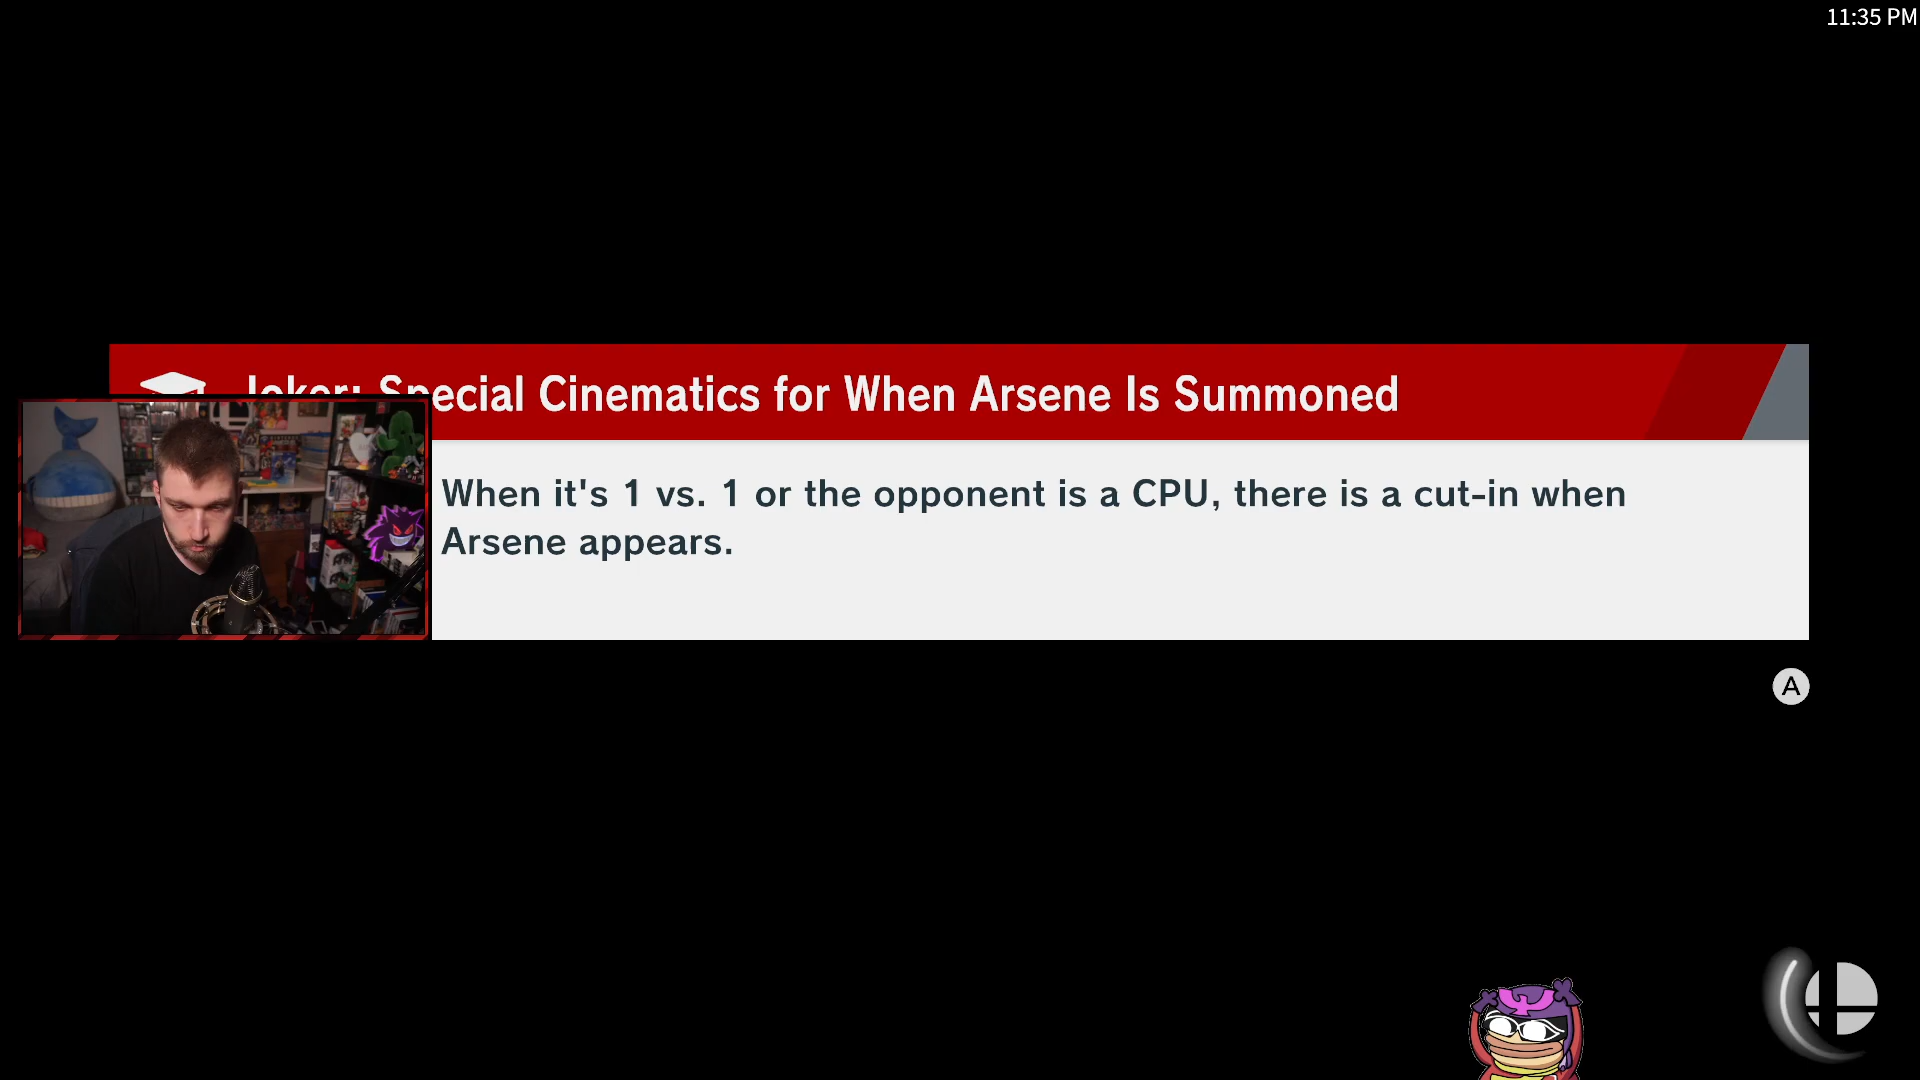 11:35 PM
Joker: Special Cinematics for When Arsene Is Summoned
When it's 1 vs. 1 or the opponent is a CPU, there is a cut-in when
Arsene appears.
A